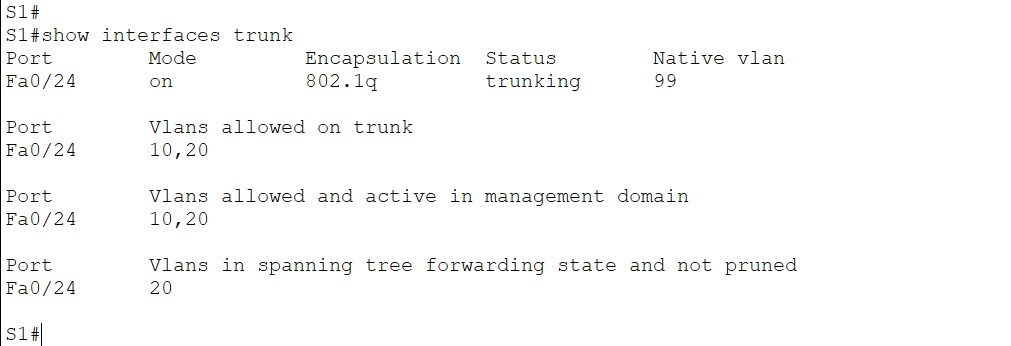 S1#
S1#show interfaces trunk
Port        Mode         Encapsulation  Status        Native vlan
Fa0/24      on           802.1q         trunking      99
Port        Vlans allowed on trunk
Fa0/24      10,20
Port        Vlans allowed and active in management domain
Fa0/24      10,20
Port        Vlans in spanning tree forwarding state and not pruned
Fa0/24      20
S1#